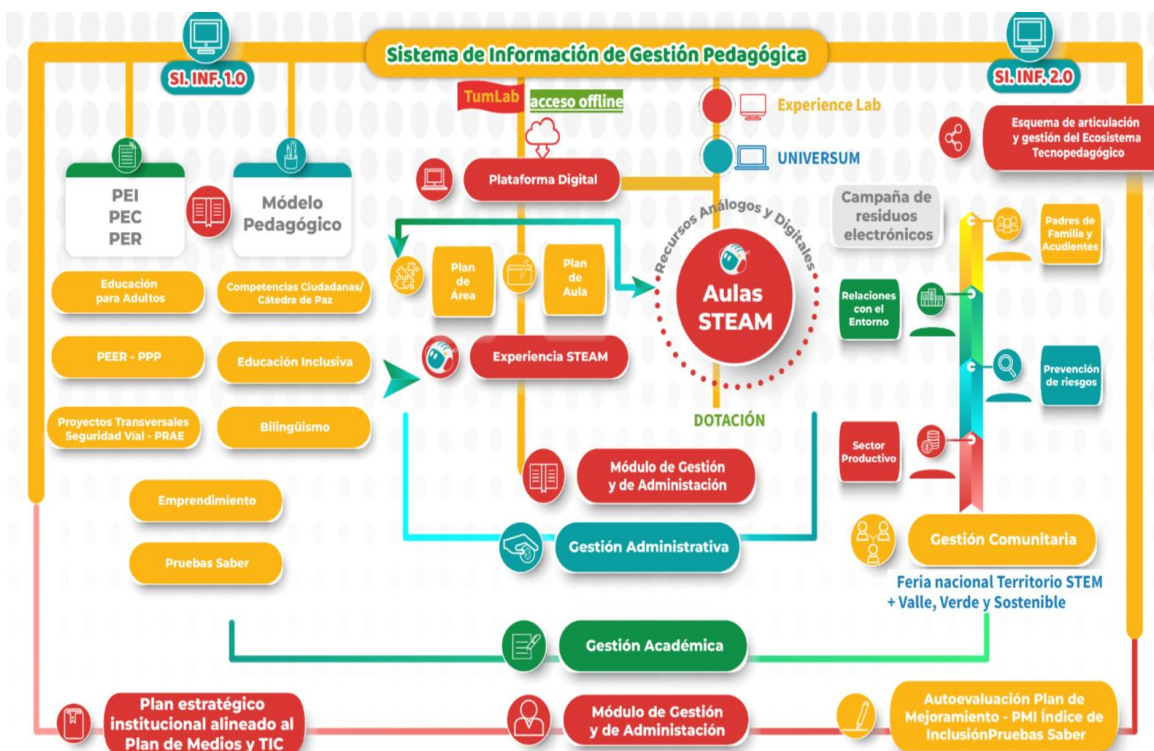 Sistema de Información de Gestión Pedagógica
SI. INF. 1.0
SI. INF. 2.0
TumLab
acceso offline
Experience Lab
UNIVERSUM
Esquema de articulación
y gestión del Ecosistema
Tecnopedagógico
PEI
PEC
PER
Módelo
Pedagógico
Plataforma Digital
Recursos Análogos y Digitales
Campaña de
residuos
electrónicos
Padres de
Familia y
Acudientes
Educación
para Adultos
Competencias Ciudadanas/
Cátedra de Paz
Plan
de
Área
Plan
de
Aula
Aulas
STEAM
Relaciones
con el
Entorno
PEER - PPP
Educación Inclusiva
Experiencia STEAM
Prevención
de riesgos
Proyectos Transversales
Seguridad Vial - PRAE
Bilingüismo
DOTACIÓN
Sector
Productivo
Módulo de Gestión
y de Administación
Emprendimiento
Pruebas Saber
Gestión Administrativa
Gestión Comunitaria
Feria nacional Territorio STEM
+ Valle, Verde y Sostenible
Gestión Académica
Plan estratégico
institucional alineado al
Plan de Medios y TIC
Módulo de Gestión
y de Administación
Autoevaluación Plan de
Mejoramiento - PMI Índice de
InclusiónPruebas Saber